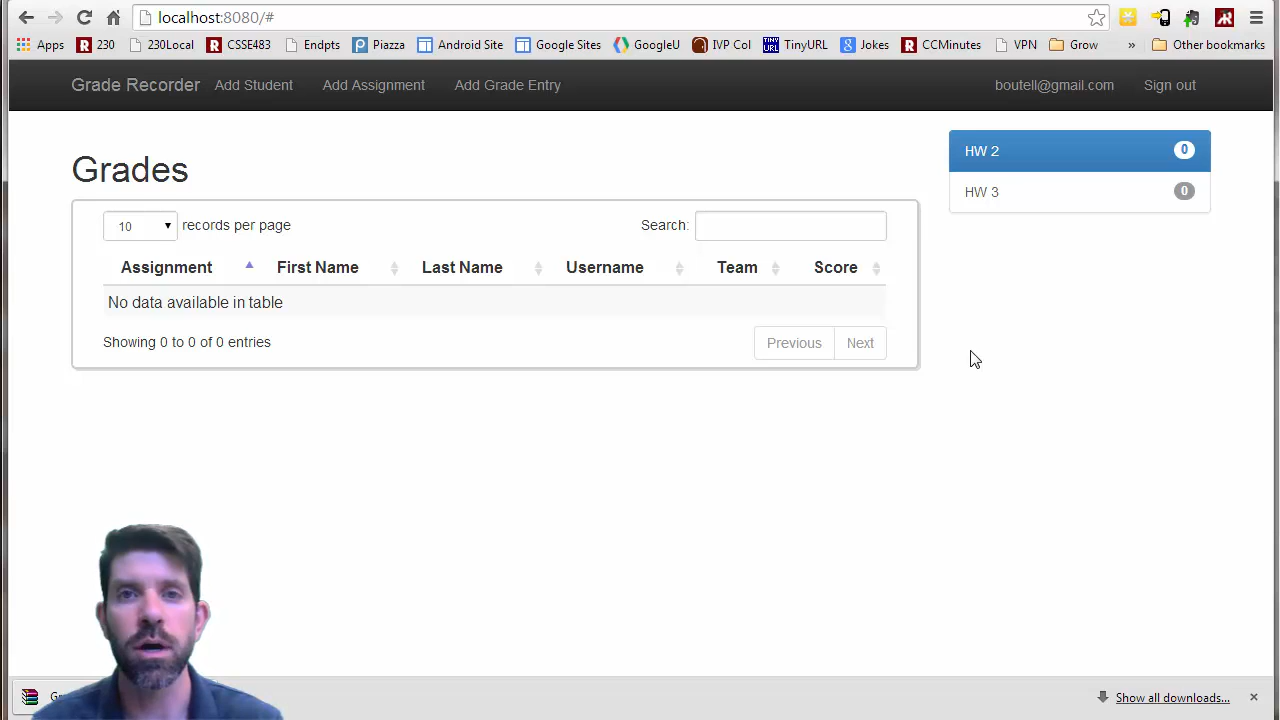 localhost:8080/#
Apps 230 230Local CSSE483 Endpts Piazza Android Site Google Sites GoogleU VP Col TinyURL Jokes CCMinutes VPN Grow » Other bookmarks
Grade Recorder Add Student Add Assignment Add Grade Entry boutell@gmail.com Sign out
HW 2 0
Grades
HW 3 0
10 records per page Search:
Assignment First Name Last Name Username Team Score
No data available in table
Showing 0 to 0 of 0 entries Previous Next
Show all downloads...